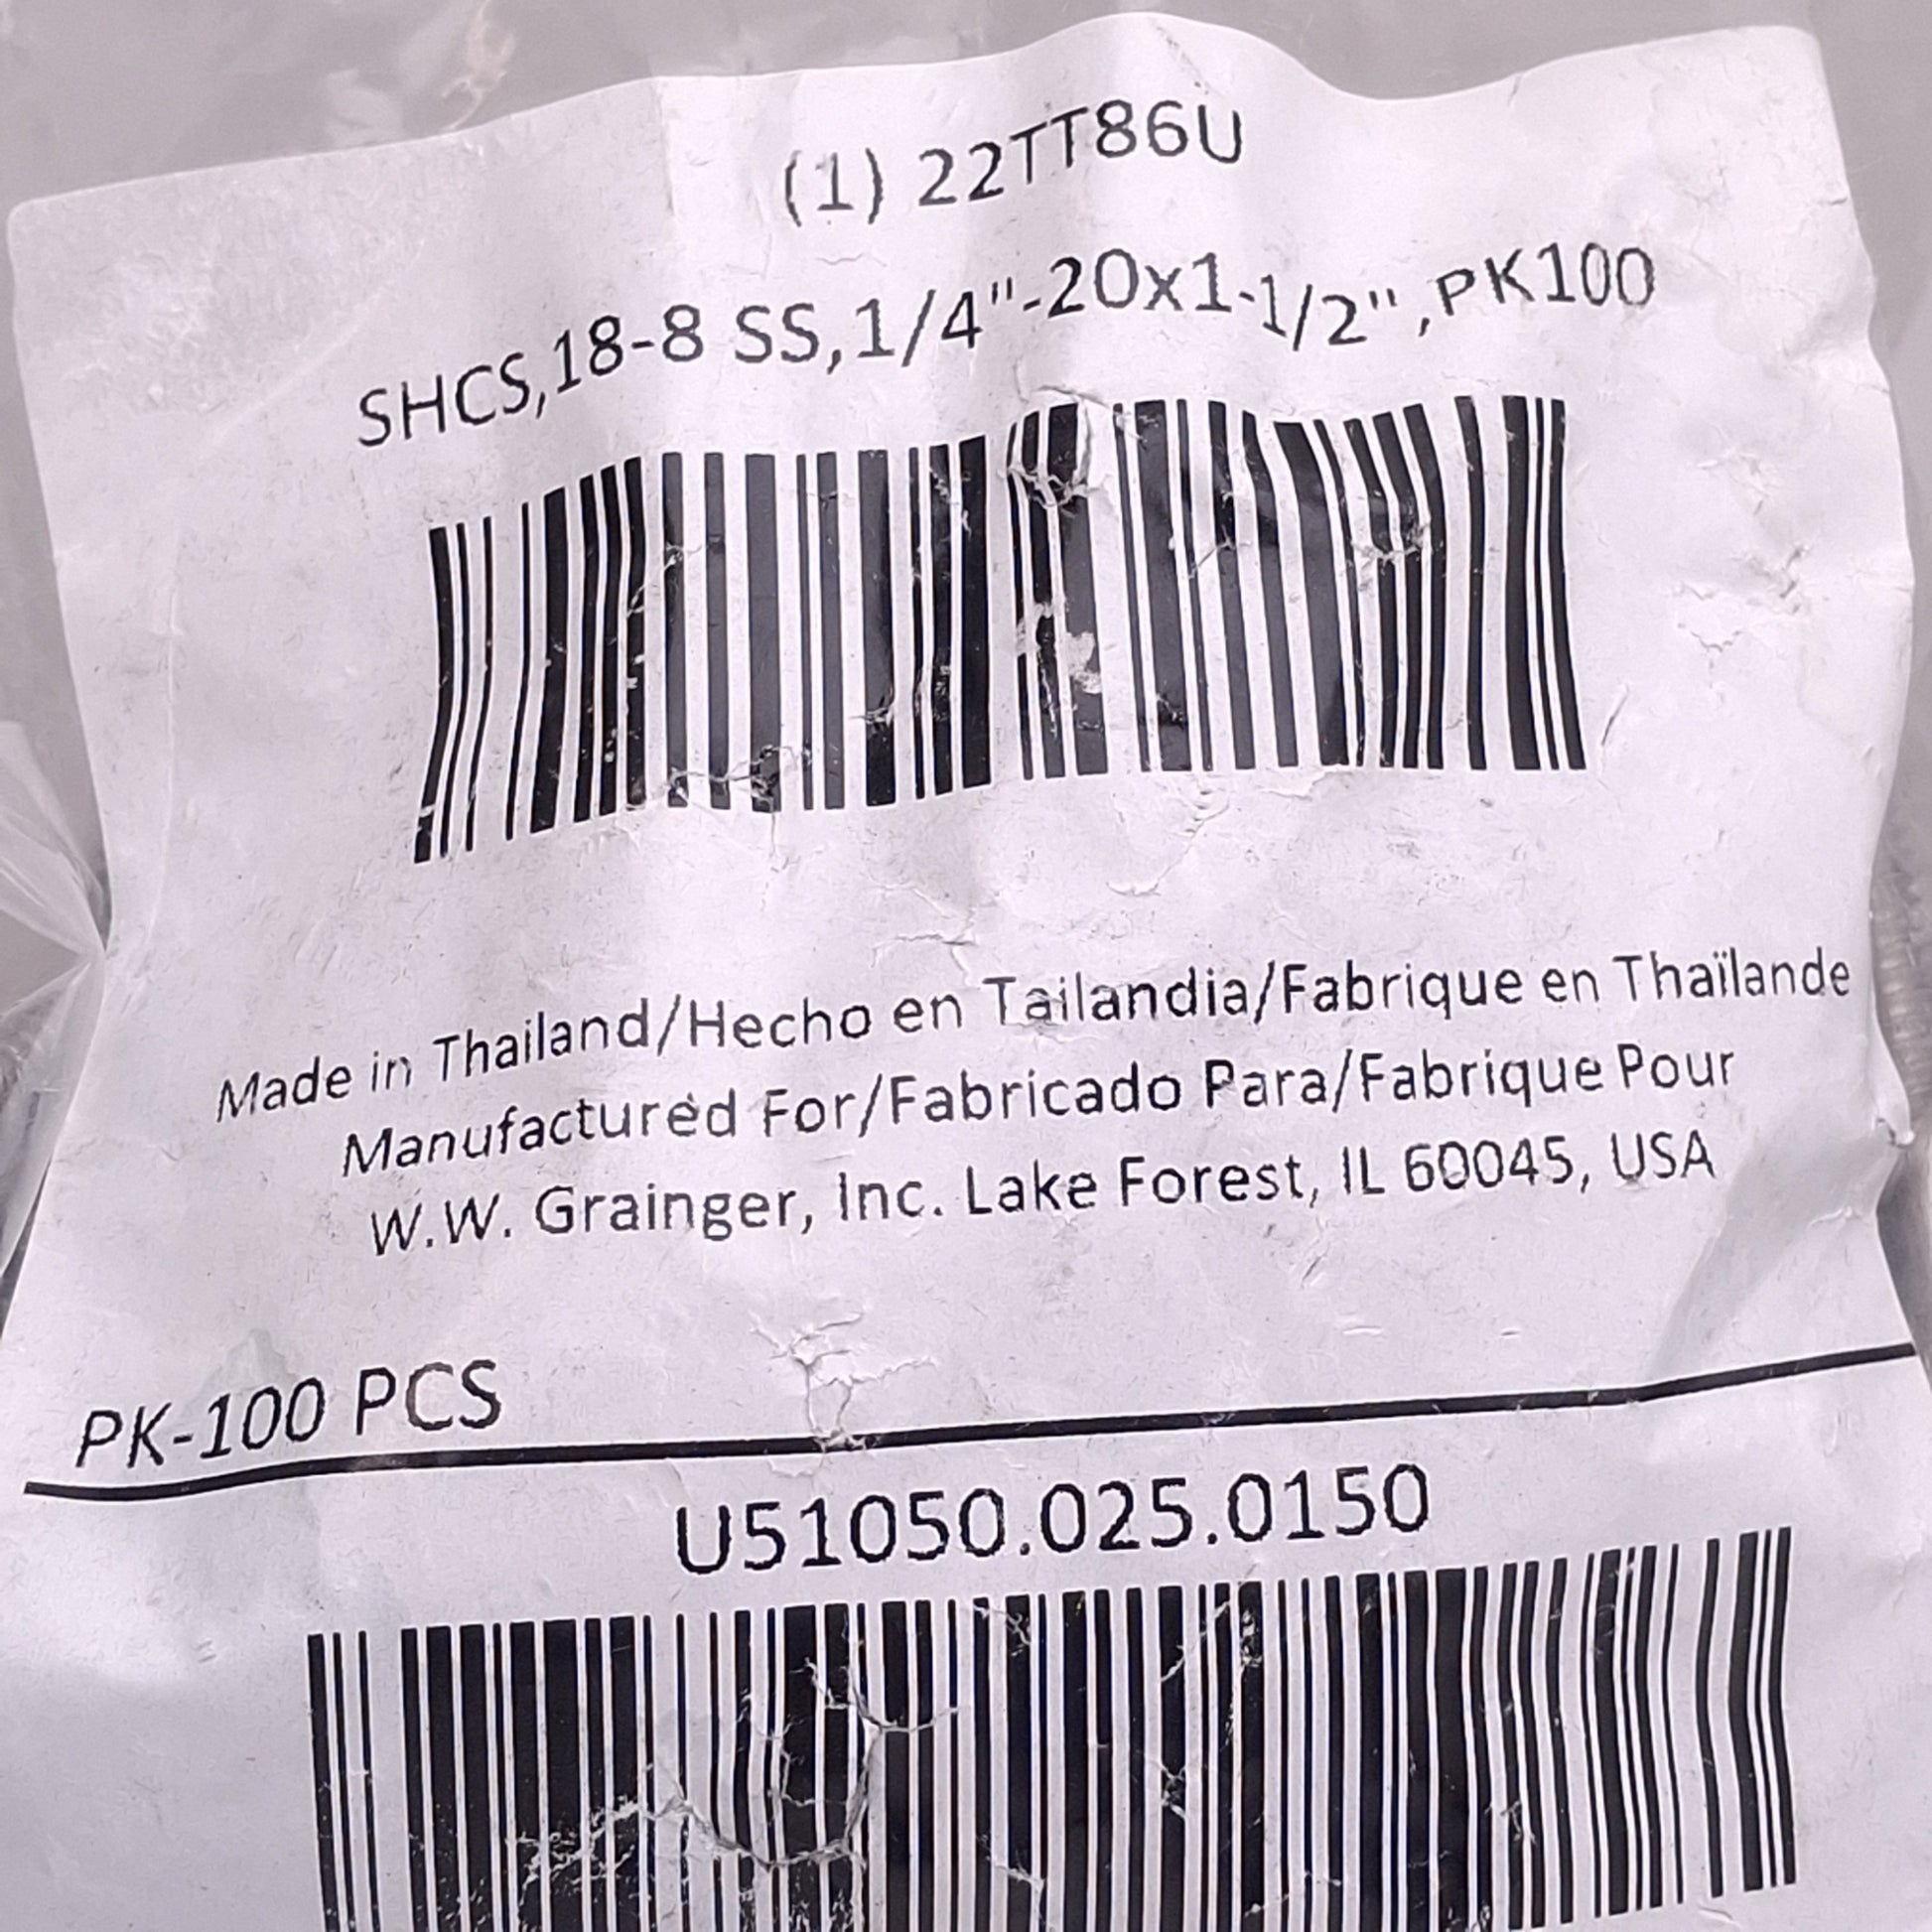 (1) 22TT86U
SHCS,18-8 SS,1/4"-20x1-1/2",PK100
Made in Thailand/Hecho en Tailandia/Fabrique en Thaïlande
Manufactured For/Fabricado Para/Fabrique Pour
W.W. Grainger, Inc. Lake Forest, IL 60045, USA
PK-100 PCS
U51050.025.0150